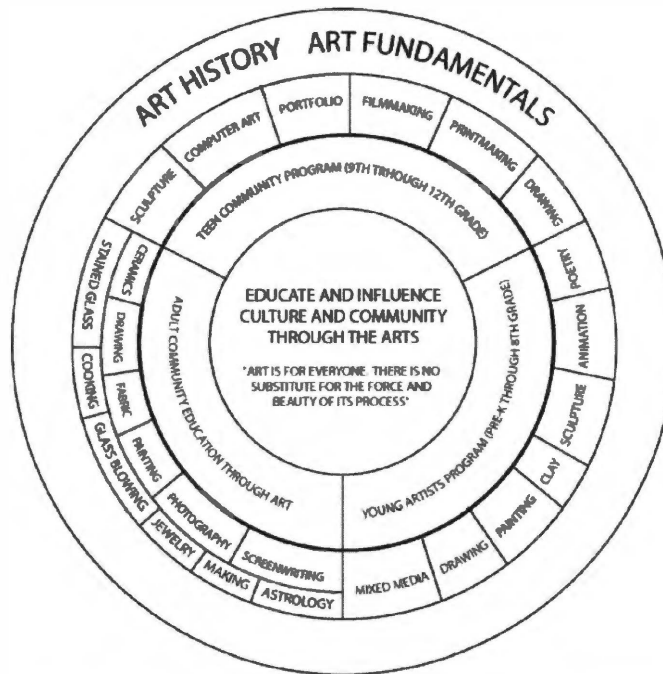 ART HISTORY ART FUNDAMENTALS
SCULPTURE
COMPUTER ART
PORTFOLIO
FILMMAKING
PRINTMAKING
DRAWING
TEEN COMMUNITY PROGRAM (9TH TRHOUGH 12TH GRADE)
POETRY
ANIMATION
SCULPTURE
CLAY
PAINTING
DRAWING
MIXED MEDIA
YOUNG ARTISTS PROGRAM (PRE-K THROUGH 8TH GRADE)
STAINED GLASS
COOKING
GLASS BLOWING
JEWELRY
MAKING
ASTROLOGY
CERAMICS
DRAWING
FABRIC
PAINTING
PHOTOGRAPHY
SCREENWRITING
ADULT COMMUNITY EDUCATION THROUGH ART
EDUCATE AND INFLUENCE
CULTURE AND COMMUNITY
THROUGH THE ARTS
"ART IS FOR EVERYONE. THERE IS NO
SUBSTITUTE FOR THE FORCE AND
BEAUTY OF ITS PROCESS"